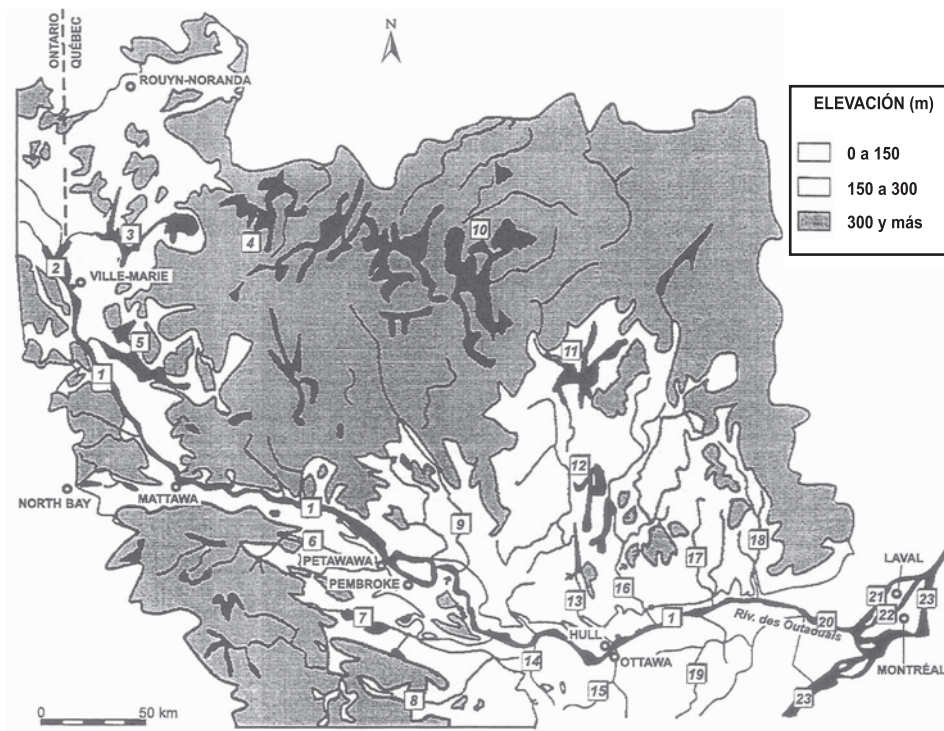 ONTARIO
QUÉBEC
N
ROUYN-NORANDA
ELEVACIÓN (m)
0 a 150
150 a 300
300 y más
3
4
10
2
VILLE-MARIE
5
11
1
12
NORTH BAY
MATTAWA
1
9
6
17
18
PETAWAWA
PEMBROKE
LAVAL
21
23
13
16
7
1
Riv. des Outaouais
20
22
HULL
14
OTTAWA
MONTRÉAL
19
15
8
23
0
50 km